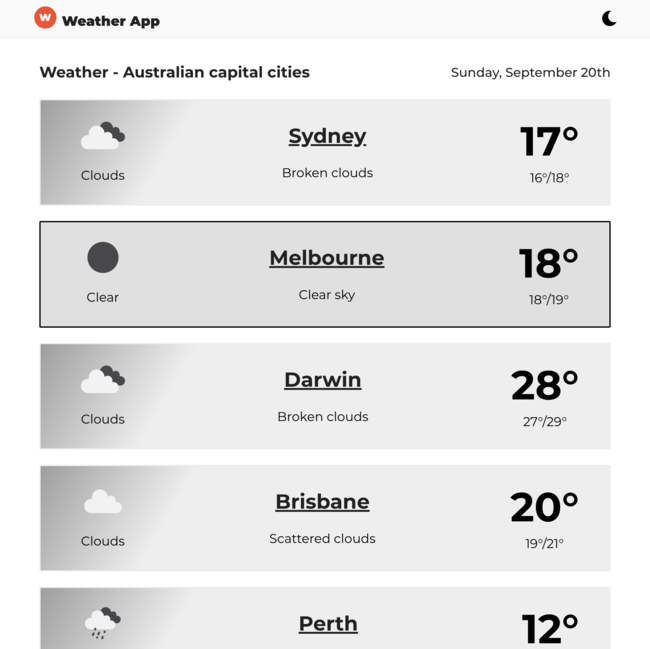 W Weather App
Weather - Australian capital cities
Sunday, September 20th
Clouds
Sydney
Broken clouds
17°
16°/18°
Clear
Melbourne
Clear sky
18°
18°/19°
Clouds
Darwin
Broken clouds
28°
27°/29°
Clouds
Brisbane
Scattered clouds
20°
19°/21°
Perth
12°